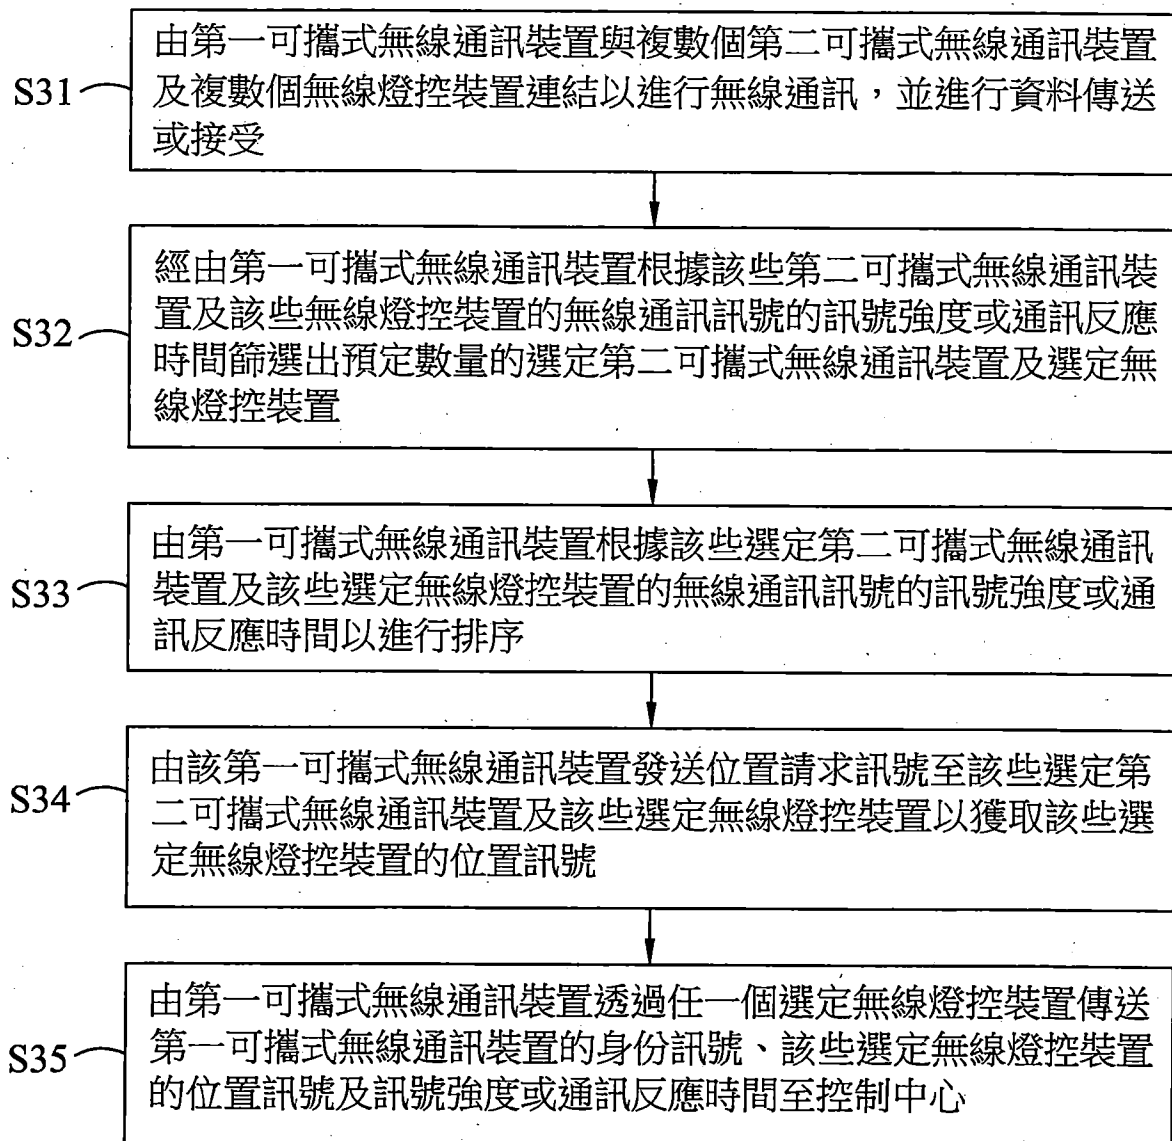 S31
由第一可攜式無線通訊裝置與複數個第二可攜式無線通訊裝置
及複數個無線燈控裝置連結以進行無線通訊，並進行資料傳送
或接受
S32
經由第一可攜式無線通訊裝置根據該些第二可攜式無線通訊裝
置及該些無線燈控裝置的無線通訊訊號的訊號強度或通訊反應
時間篩選出預定數量的選定第二可攜式無線通訊裝置及選定無
線燈控裝置
S33
由第一可攜式無線通訊裝置根據該些選定第二可攜式無線通訊
裝置及該些選定無線燈控裝置的無線通訊訊號的訊號強度或通
訊反應時間以進行排序
S34
由該第一可攜式無線通訊裝置發送位置請求訊號至該些選定第
二可攜式無線通訊裝置及該些選定無線燈控裝置以獲取該些選
定無線燈控裝置的位置訊號
S35
由第一可攜式無線通訊裝置透過任一個選定無線燈控裝置傳送
第一可攜式無線通訊裝置的身份訊號、該些選定無線燈控裝置
的位置訊號及訊號強度或通訊反應時間至控制中心